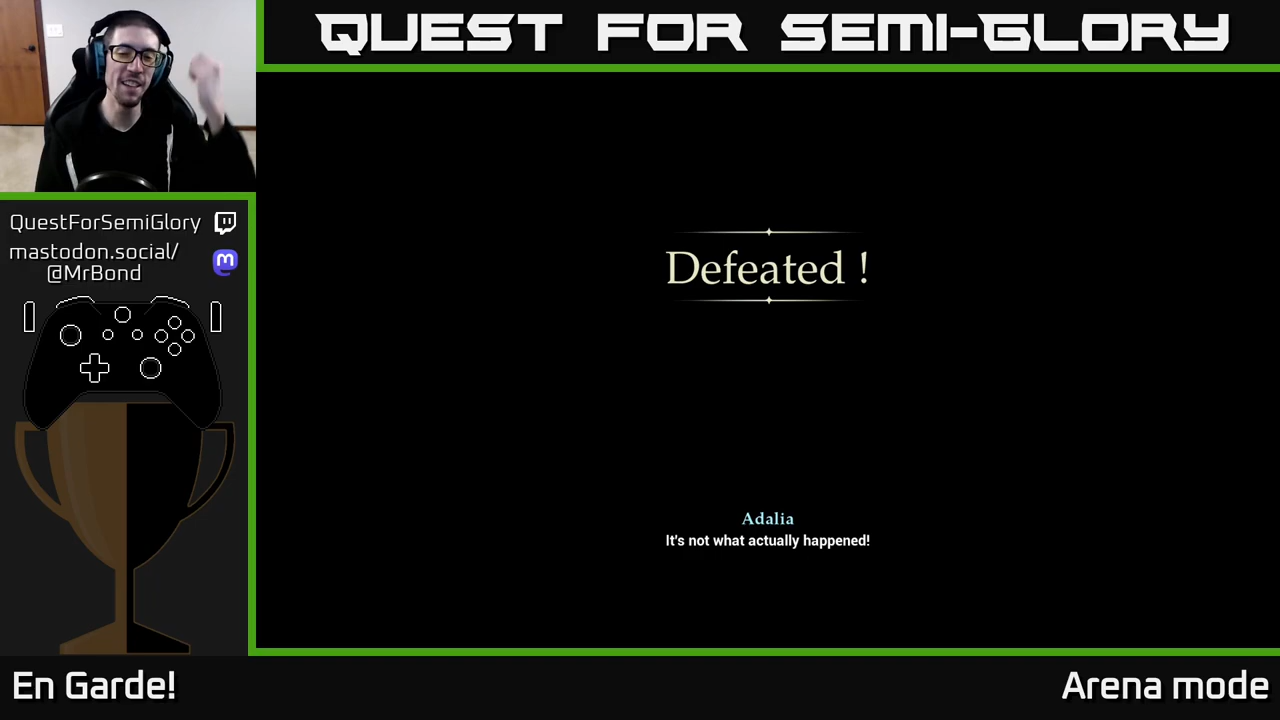 QUEST FOR SEMI-GLORY
QuestForSemiGlory
mastodon.social/
@MrBond
Defeated !
Adalia
It's not what actually happened!
En Garde!
Arena mode